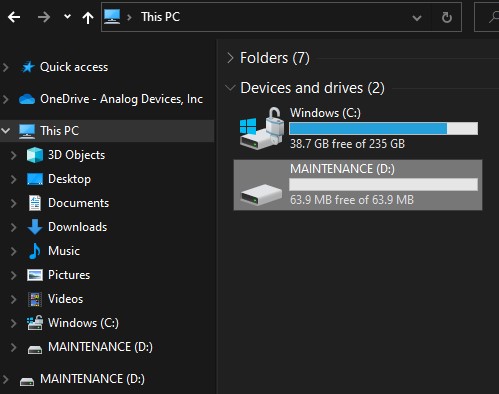 This PC
Quick access
OneDrive - Analog Devices, Inc
This PC
3D Objects
Desktop
Documents
Downloads
Music
Pictures
Videos
Windows (C:)
MAINTENANCE (D:)
MAINTENANCE (D:)
Folders (7)
Devices and drives (2)
Windows (C:)
38.7 GB free of 235 GB
MAINTENANCE (D:)
63.9 MB free of 63.9 MB